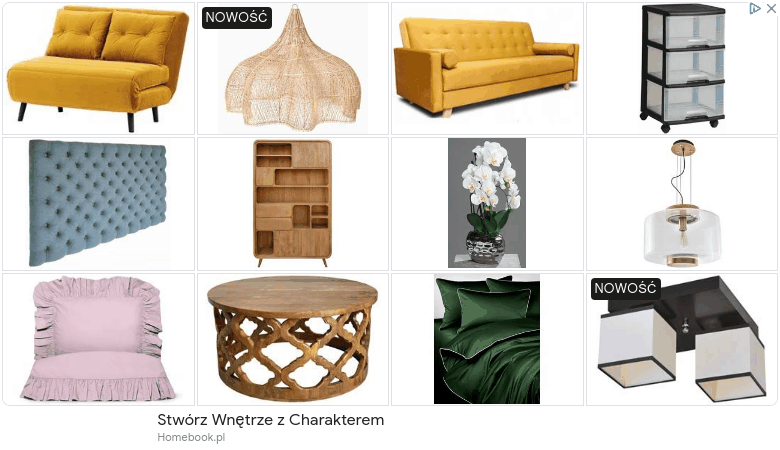 NOWOŚĆ
NOWOŚĆ
Stwórz Wnętrze z Charakterem
Homebook.pl